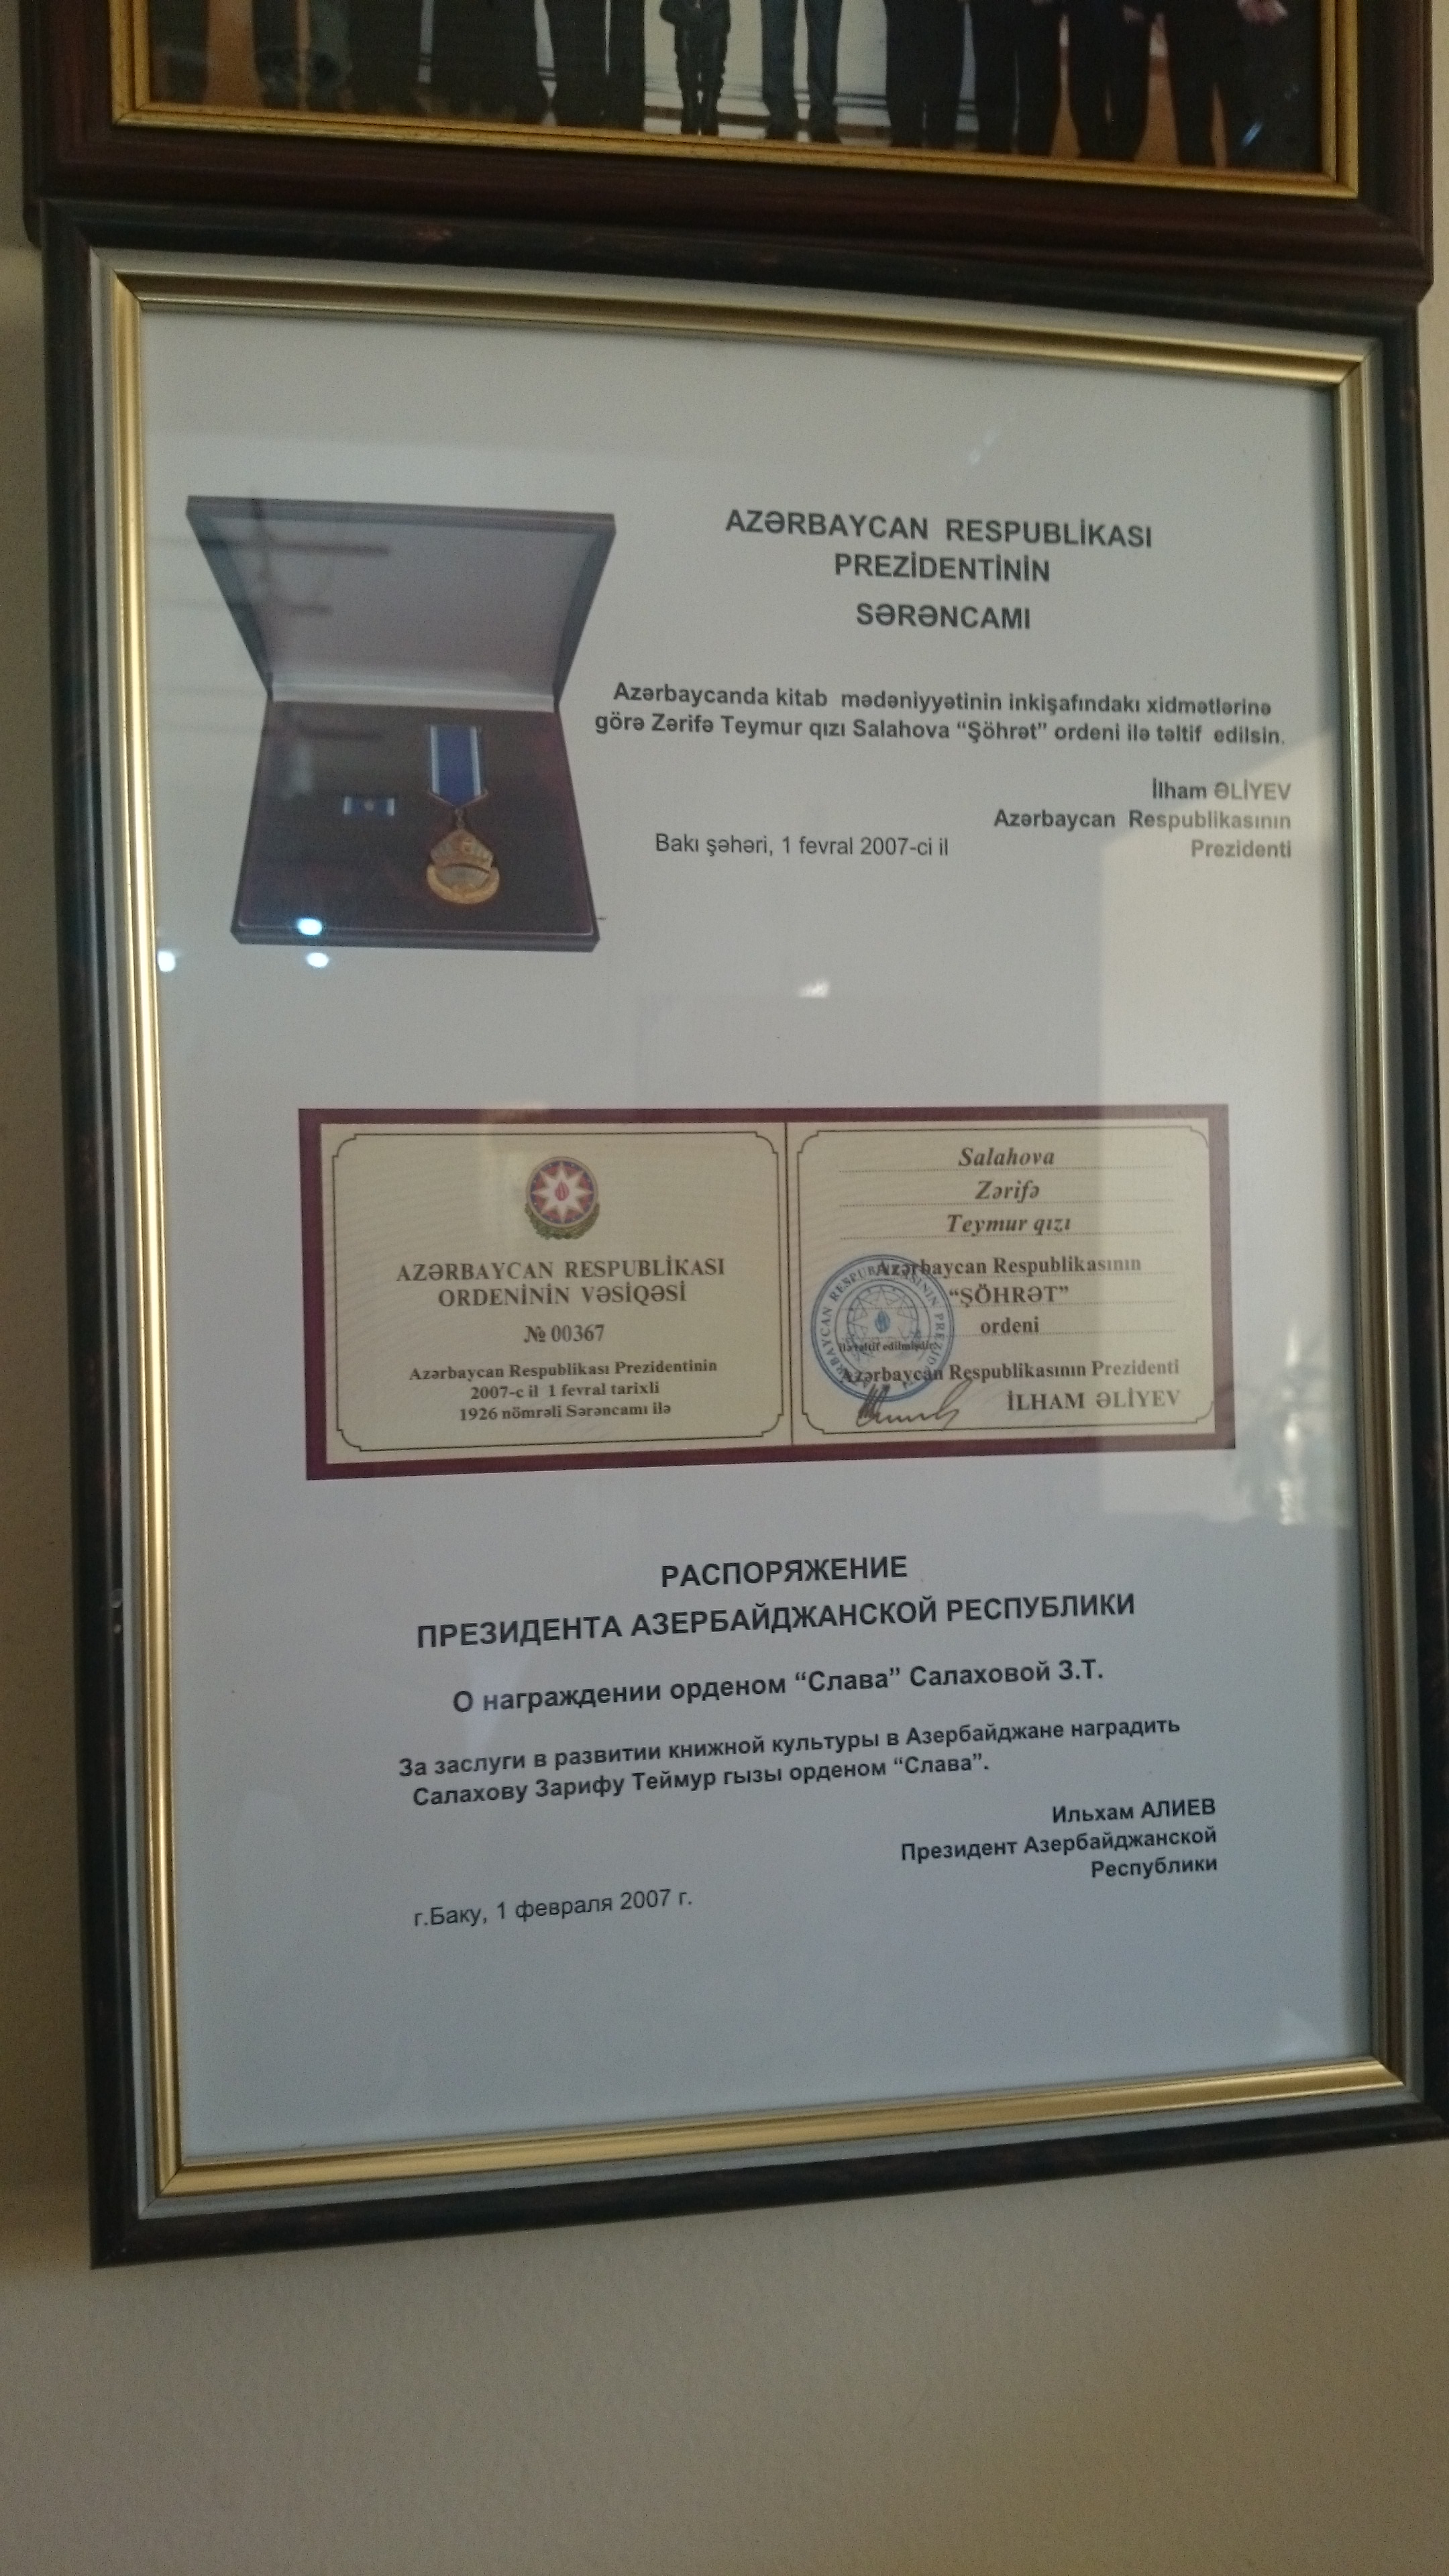 AZƏRBAYCAN RESPUBLİKASI
PREZİDENTİNİN
SƏRƏNCAMI
Azərbaycanda kitab mədəniyyətinin inkişafındakı xidmətlərinə
görə Zərifə Teymur qızı Salahova “Şöhrət” ordeni ilə təltif edilsin.
İlham ƏLİYEV
Azərbaycan Respublikasının
Prezidenti
Bakı şəhəri, 1 fevral 2007-ci il
AZƏRBAYCAN RESPUBLİKASI
ORDENİNİN VƏSİQƏSİ
№ 00367
Azərbaycan Respublikası Prezidentinin
2007-c il 1 fevral tarixli
1926 nömrəli Sərəncamı ilə
Salahova
Zərifə
Teymur qızı
Azərbaycan Respublikasının
“ŞÖHRƏT”
ordeni
ilə təltif edilmişdir.
Azərbaycan Respublikasının Prezidenti
İLHAM ƏLİYEV
РАСПОРЯЖЕНИЕ
ПРЕЗИДЕНТА АЗЕРБАЙДЖАНСКОЙ РЕСПУБЛИКИ
О награждении орденом “Слава” Салаховой З.Т.
За заслуги в развитии книжной культуры в Азербайджане наградить
Салахову Зарифу Теймур гызы орденом “Слава”.
Ильхам АЛИЕВ
Президент Азербайджанской
Республики
г.Баку, 1 февраля 2007 г.